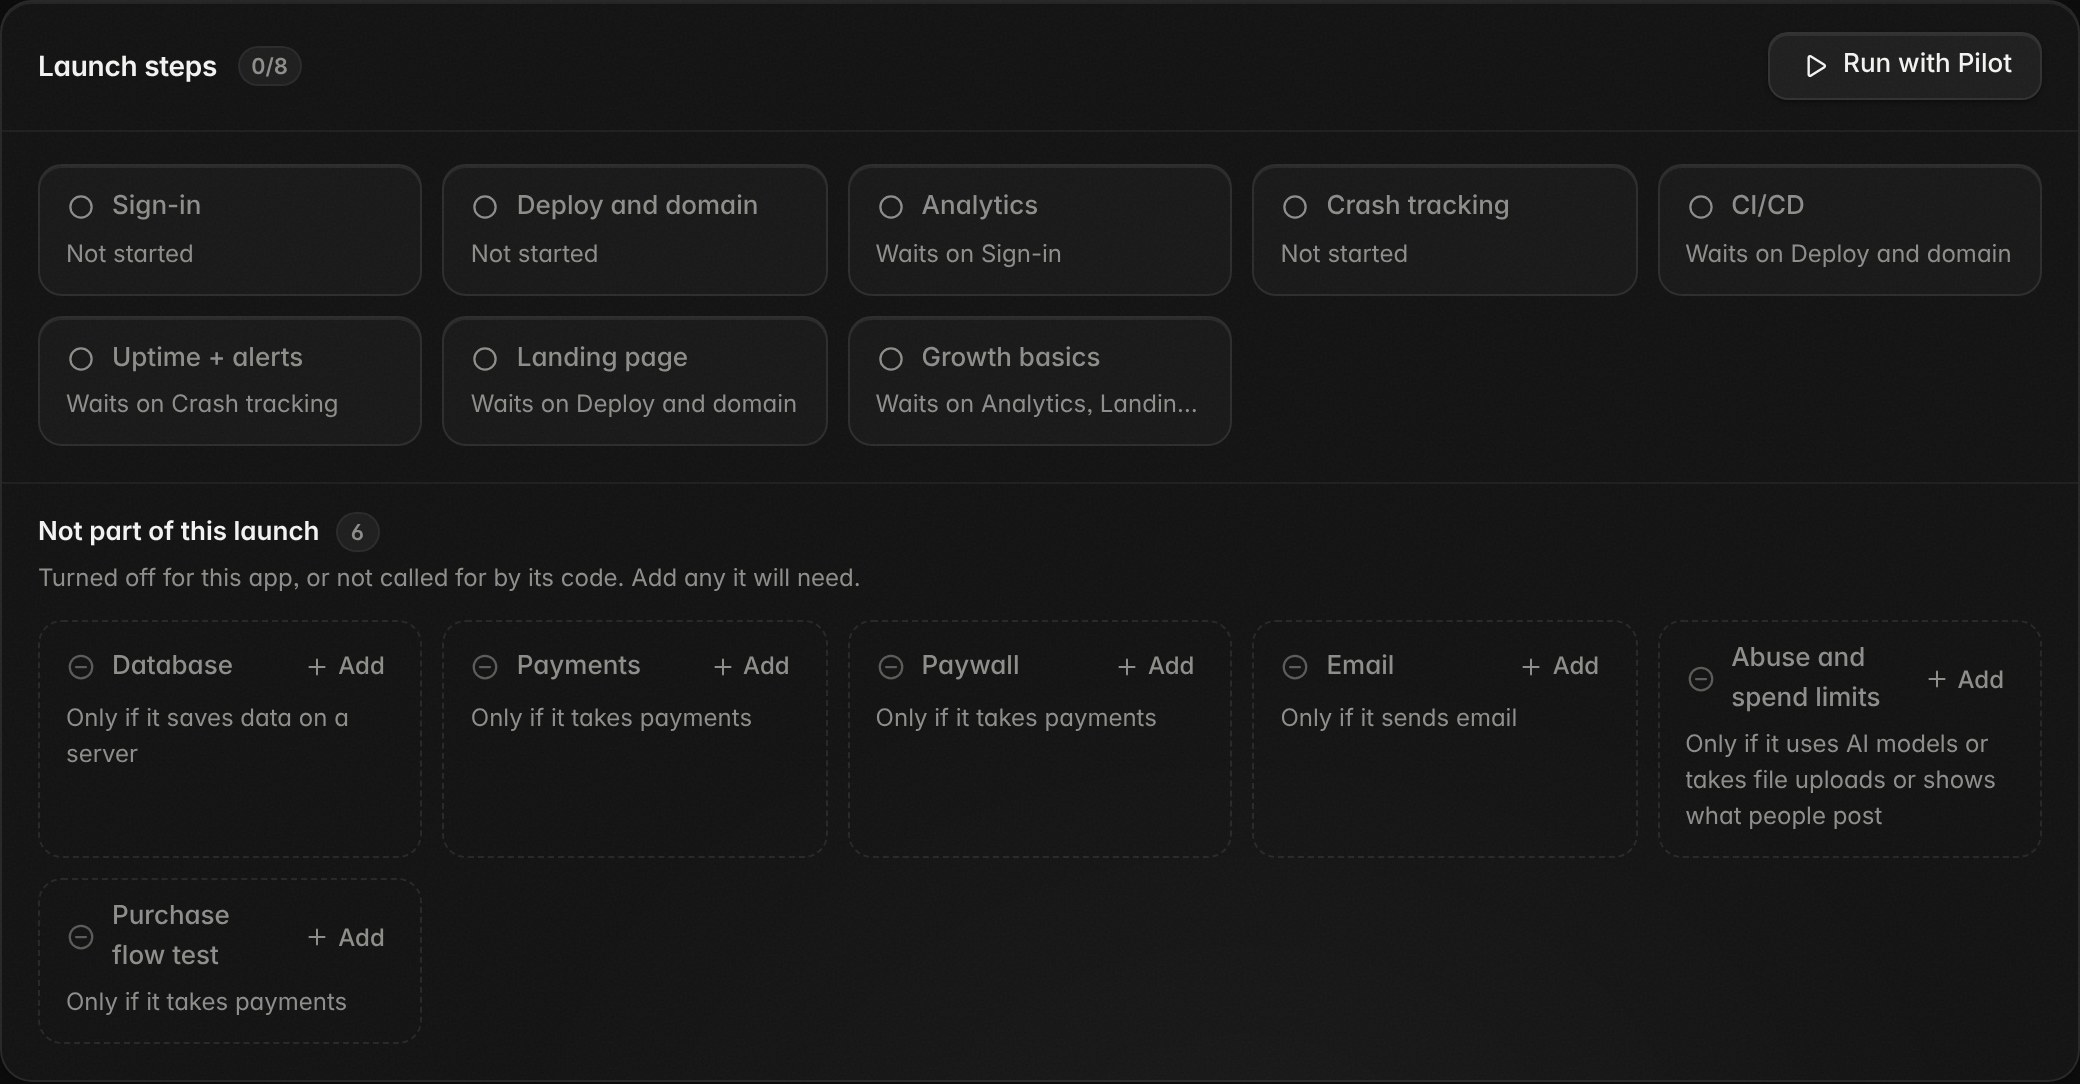 Launch steps 0/8
Run with Pilot
Sign-in
Not started
Deploy and domain
Not started
Analytics
Waits on Sign-in
Crash tracking
Not started
CI/CD
Waits on Deploy and domain
Uptime + alerts
Waits on Crash tracking
Landing page
Waits on Deploy and domain
Growth basics
Waits on Analytics, Landin...
Not part of this launch 6
Turned off for this app, or not called for by its code. Add any it will need.
Database + Add
Only if it saves data on a
server
Payments + Add
Only if it takes payments
Paywall + Add
Only if it takes payments
Email + Add
Only if it sends email
Abuse and
spend limits + Add
Only if it uses AI models or
takes file uploads or shows
what people post
Purchase
flow test + Add
Only if it takes payments